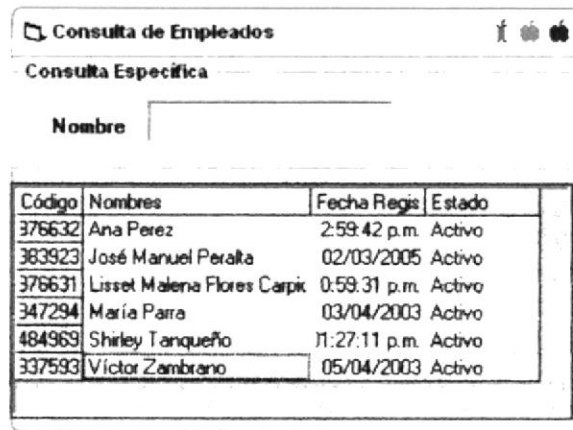 Consulta de Empleados
Consulta Específica
Nombre
Código Nombres Fecha Regis Estado
376632 Ana Perez 2:59:42 p.m. Activo
383923 José Manuel Peralta 02/03/2005 Activo
376631 Lisset Malena Flores Carpic 0:59:31 p.m. Activo
347294 María Parra 03/04/2003 Activo
484969 Shirley Tanqueño 1:27:11 p.m. Activo
337593 Víctor Zambrano 05/04/2003 Activo